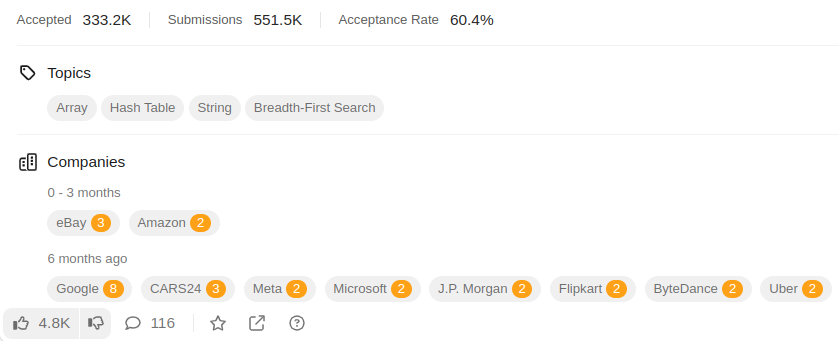 Accepted 333.2K Submissions 551.5K Acceptance Rate 60.4%
Topics
Array Hash Table String Breadth-First Search
Companies
0 - 3 months
eBay 3 Amazon 2
6 months ago
Google 8 CARS24 3 Meta 2 Microsoft 2 J.P. Morgan 2 Flipkart 2 ByteDance 2 Uber 2
4.8K 116